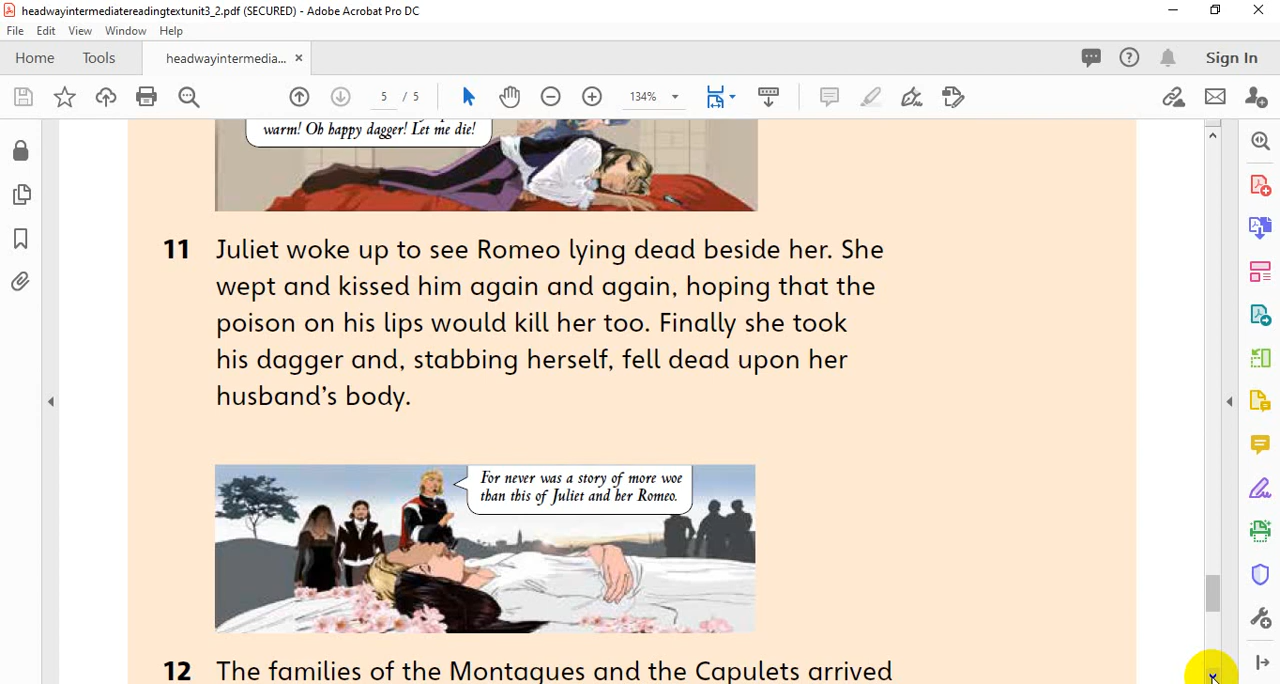 headwayintermediatereadingtextunit3_2.pdf (SECURED) - Adobe Acrobat Pro DC
File Edit View Window Help
Home Tools headwayintermedia... × Sign In
5 / 5 134%
warm! Oh happy dagger! Let me die!
11 Juliet woke up to see Romeo lying dead beside her. She
wept and kissed him again and again, hoping that the
poison on his lips would kill her too. Finally she took
his dagger and, stabbing herself, fell dead upon her
husband's body.
For never was a story of more woe
than this of Juliet and her Romeo.
12 The families of the Montagues and the Capulets arrived